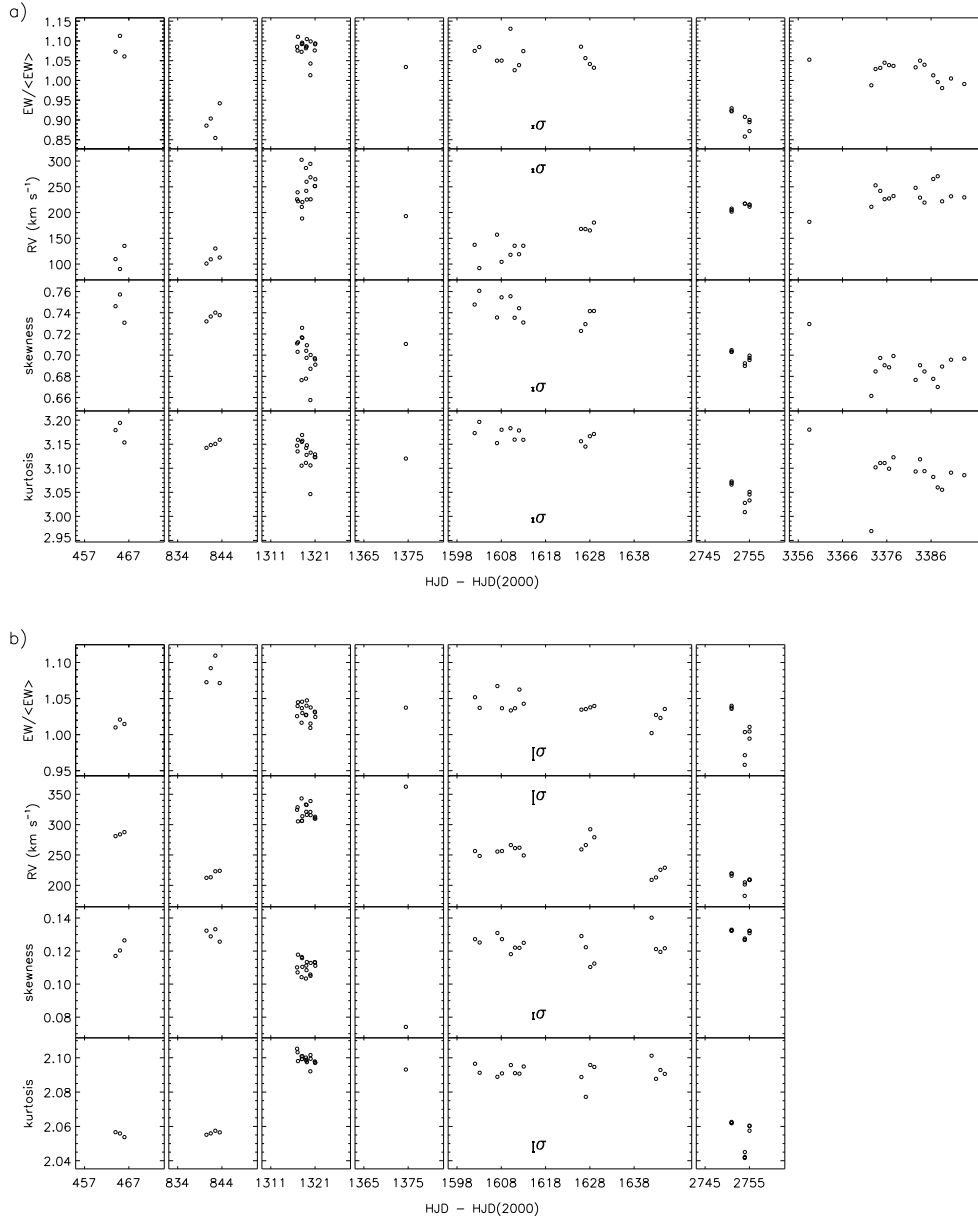 a)
EW/<EW>
1.15
1.10
1.05
1.00
0.95
0.90
0.85
σ
RV (km s⁻¹)
300
250
200
150
100
σ
skewness
0.76
0.74
0.72
0.70
0.68
0.66
σ
kurtosis
3.20
3.15
3.10
3.05
3.00
2.95
σ
457 467 834 844 1311 1321 1365 1375 1598 1608 1618 1628 1638 2745 2755 3356 3366 3376 3386
HJD − HJD(2000)
b)
EW/<EW>
1.10
1.05
1.00
0.95
σ
RV (km s⁻¹)
350
300
250
200
σ
skewness
0.14
0.12
0.10
0.08
σ
kurtosis
2.10
2.08
2.06
2.04
σ
457 467 834 844 1311 1321 1365 1375 1598 1608 1618 1628 1638 2745 2755
HJD − HJD(2000)